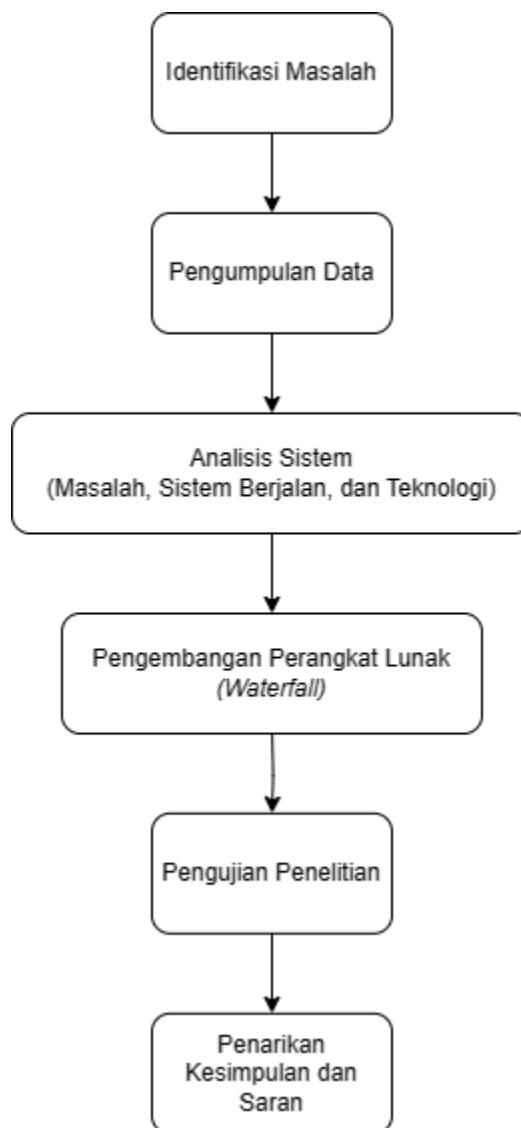 Identifikasi Masalah
Pengumpulan Data
Analisis Sistem
(Masalah, Sistem Berjalan, dan Teknologi)
Pengembangan Perangkat Lunak
(Waterfall)
Pengujian Penelitian
Penarikan
Kesimpulan dan
Saran